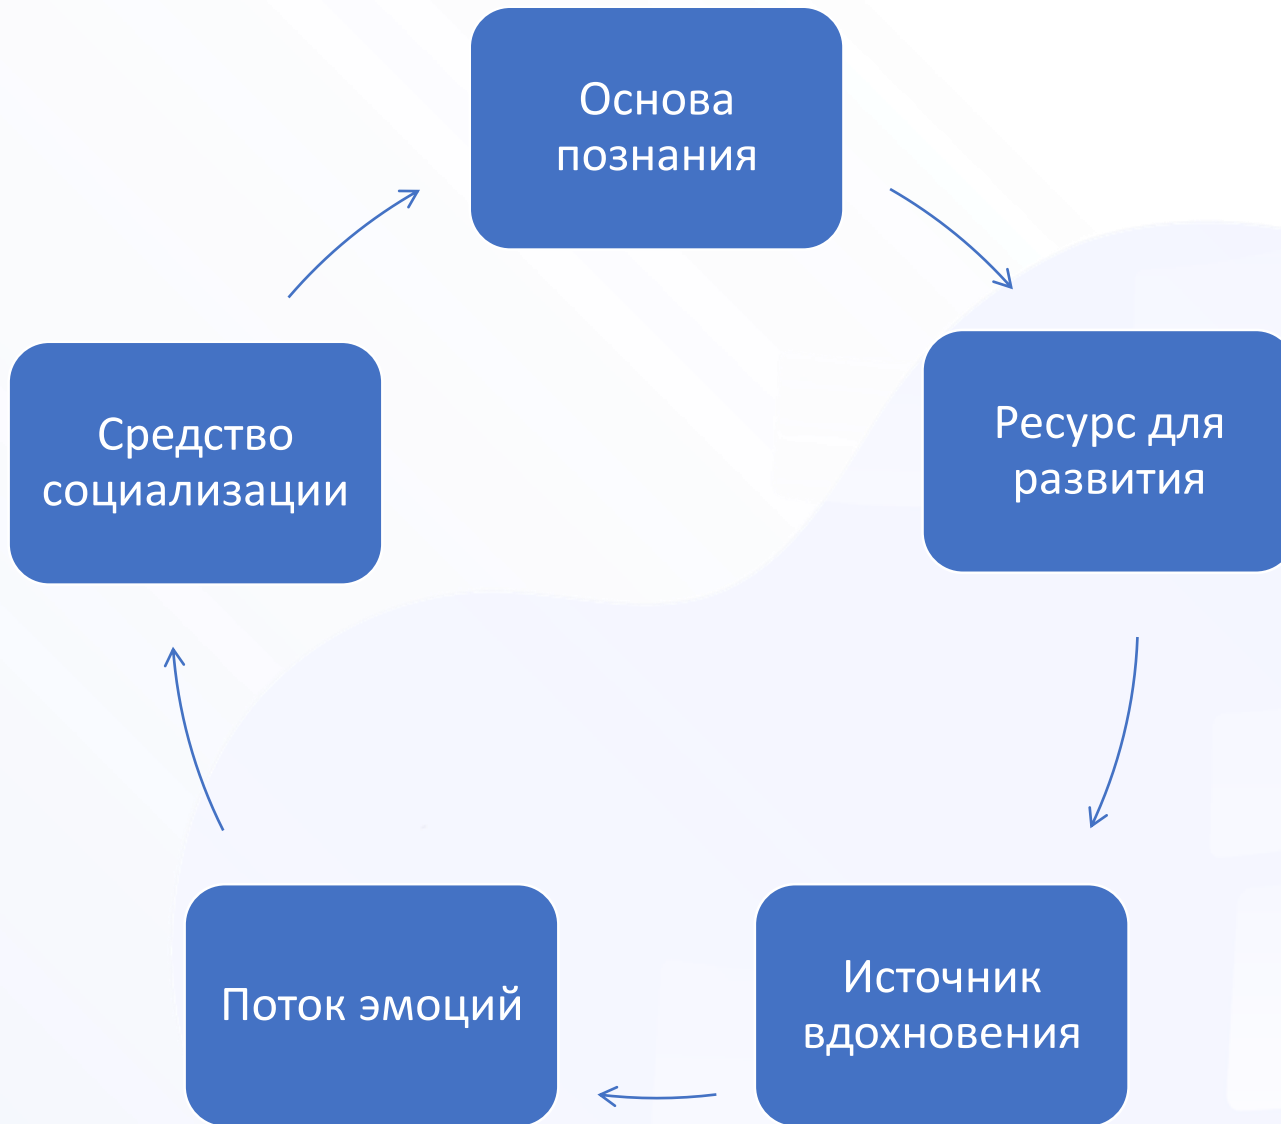 Основа
познания
Ресурс для
развития
Источник
вдохновения
Поток эмоций
Средство
социализации